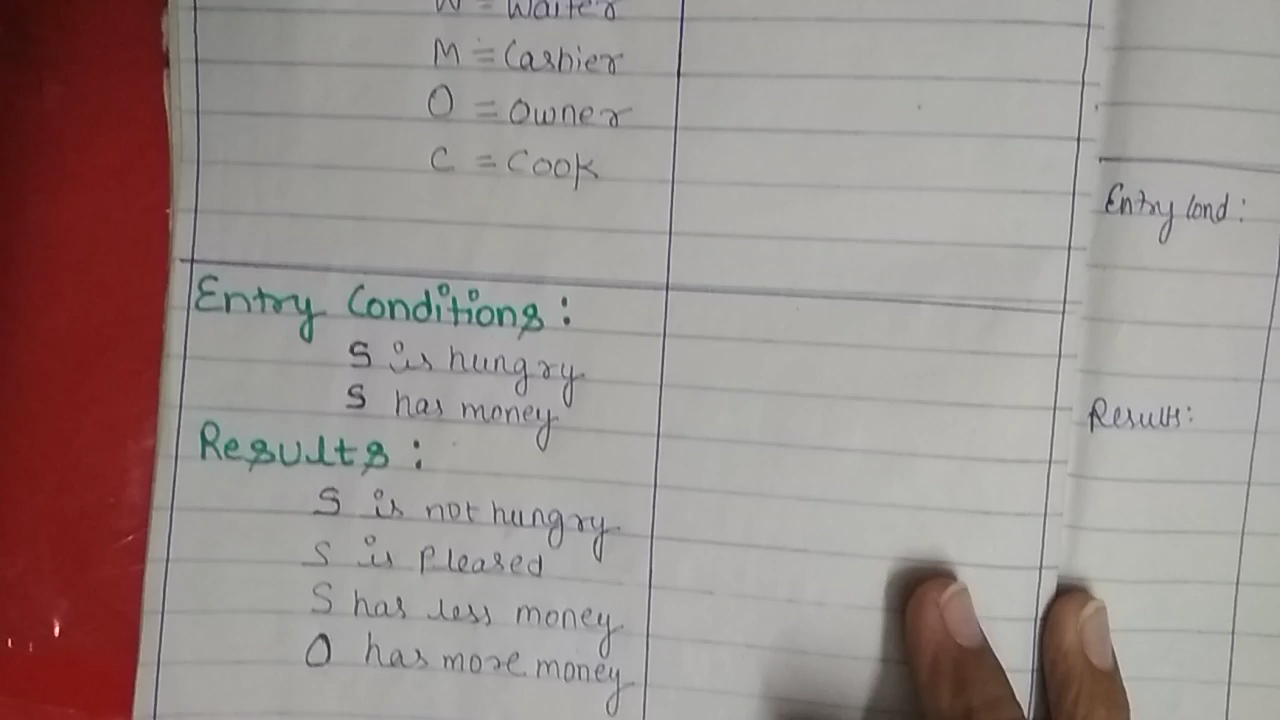 W = Waiter
M = Cashier
O = Owner
C = Cook
Entry Conditions :
S is hungry
S has money
Results :
S is not hungry
S is Pleased
S has less money
O has more money
Entry Cond :
Results :